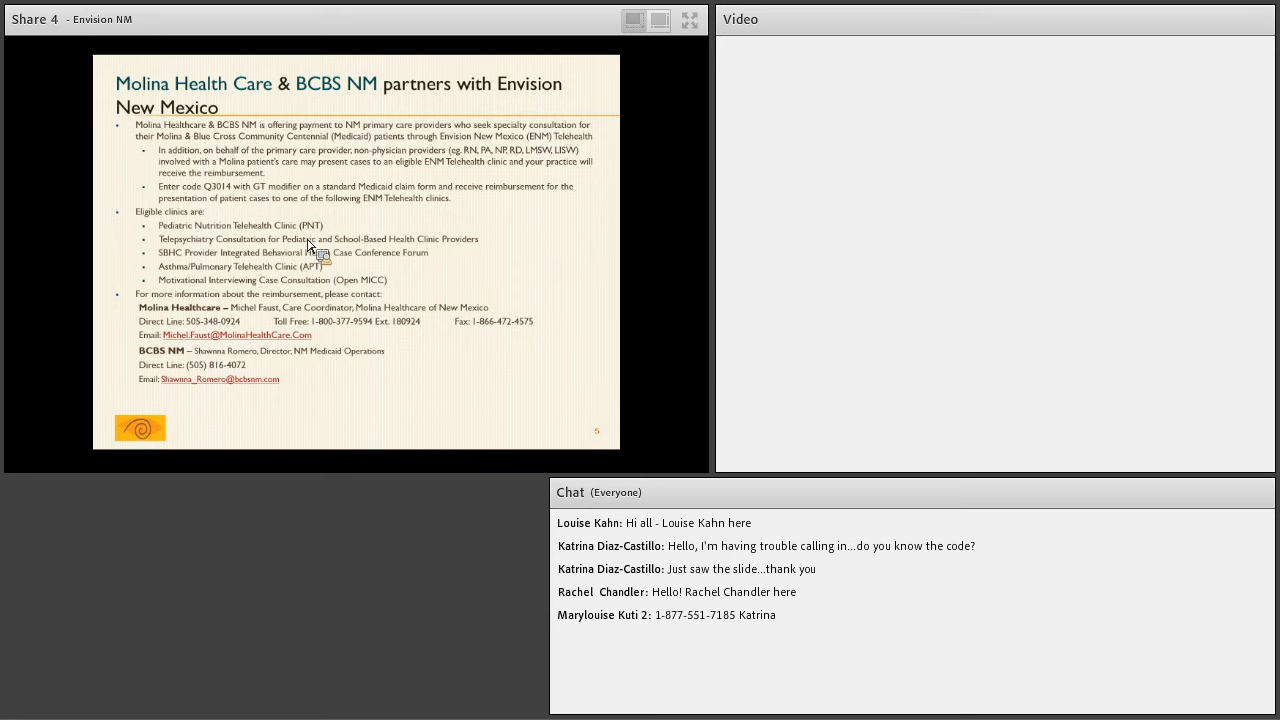 Share 4 - Envision NM
Video
Molina Health Care & BCBS NM partners with Envision
New Mexico
• Molina Healthcare & BCBS NM is offering payment to NM primary care providers who seek specialty consultation for
their Molina & Blue Cross Community Centennial (Medicaid) patients through Envision New Mexico (ENM) Telehealth
• In addition, on behalf of the primary care provider, non-physician providers (eg. RN, PA, NP, RD, LMSW, LISW)
involved with a Molina patient's care may present cases to an eligible ENM Telehealth clinic and your practice will
receive the reimbursement.
• Enter code Q3014 with GT modifier on a standard Medicaid claim form and receive reimbursement for the
presentation of patient cases to one of the following ENM Telehealth clinics.
• Eligible clinics are:
• Pediatric Nutrition Telehealth Clinic (PNT)
• Telepsychiatry Consultation for Pediatric and School-Based Health Clinic Providers
• SBHC Provider Integrated Behavioral Case Conference Forum
• Asthma/Pulmonary Telehealth Clinic (APT)
• Motivational Interviewing Case Consultation (Open MICC)
• For more information about the reimbursement, please contact:
Molina Healthcare – Michel Faust, Care Coordinator, Molina Healthcare of New Mexico
Direct Line: 505-348-0924 Toll Free: 1-800-377-9594 Ext. 180924 Fax: 1-866-472-4575
Email: Michel.Faust@MolinaHealthCare.Com
BCBS NM – Shawnna Romero, Director, NM Medicaid Operations
Direct Line: (505) 816-4072
Email: Shawnna_Romero@bcbsnm.com
5
Chat (Everyone)
Louise Kahn: Hi all - Louise Kahn here
Katrina Diaz-Castillo: Hello, I'm having trouble calling in...do you know the code?
Katrina Diaz-Castillo: Just saw the slide...thank you
Rachel Chandler: Hello! Rachel Chandler here
Marylouise Kuti 2: 1-877-551-7185 Katrina